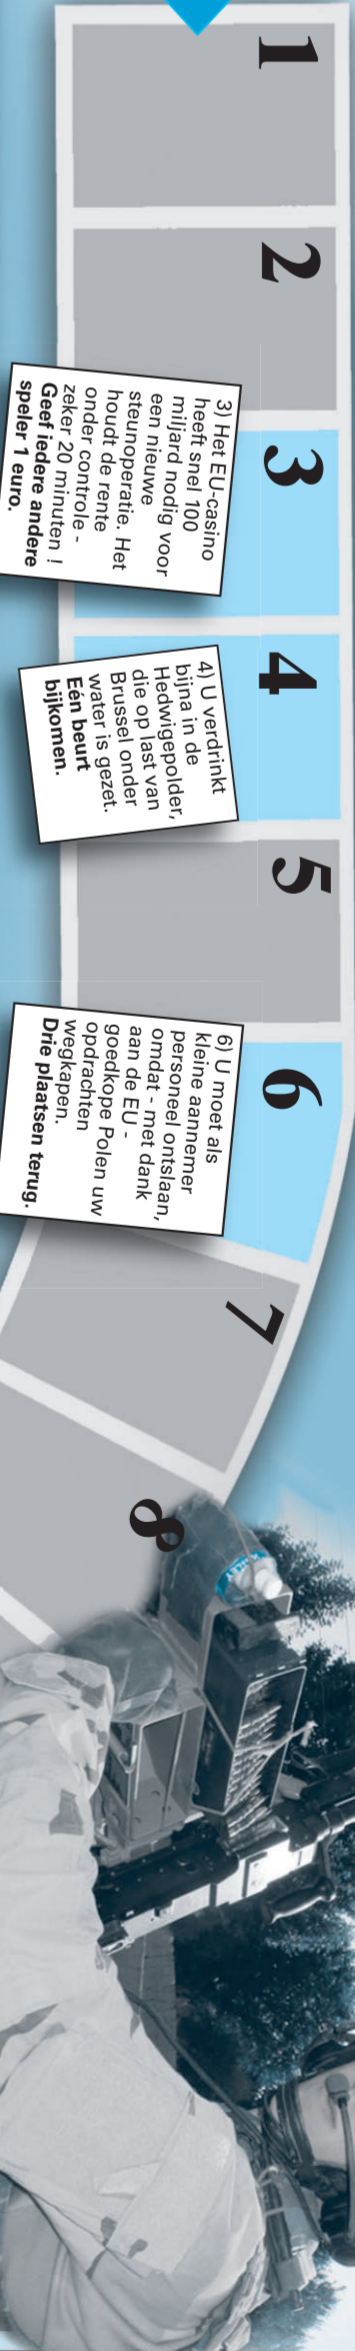 1
2
3
3) Het EU-casino
heeft snel 100
miljard nodig voor
een nieuwe
steunoperatie. Het
houdt de rente
onder controle -
zeker 20 minuten !
Geef iedere andere
speler 1 euro.
4
4) U verdrinkt
bijna in de
Hedwigepolder,
die op last van
Brussel onder
water is gezet.
Eén beurt
bijkomen.
5
6
6) U moet als
kleine aannemer
personeel ontslaan,
omdat - met dank
aan de EU -
goedkope Polen uw
opdrachten
wegkapen.
Drie plaatsen terug.
7
8